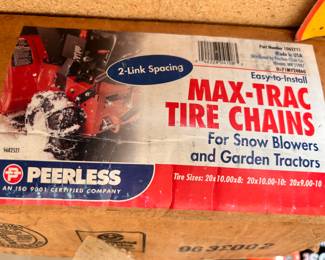 2-Link Spacing
Made in USA
Easy-to-Install
MAX-TRAC
TIRE CHAINS
For Snow Blowers
and Garden Tractors
PEERLESS
AN ISO 9001 CERTIFIED COMPANY
Tire Sizes: 20x10.00x8; 20x10.00-10; 20x9.00-10